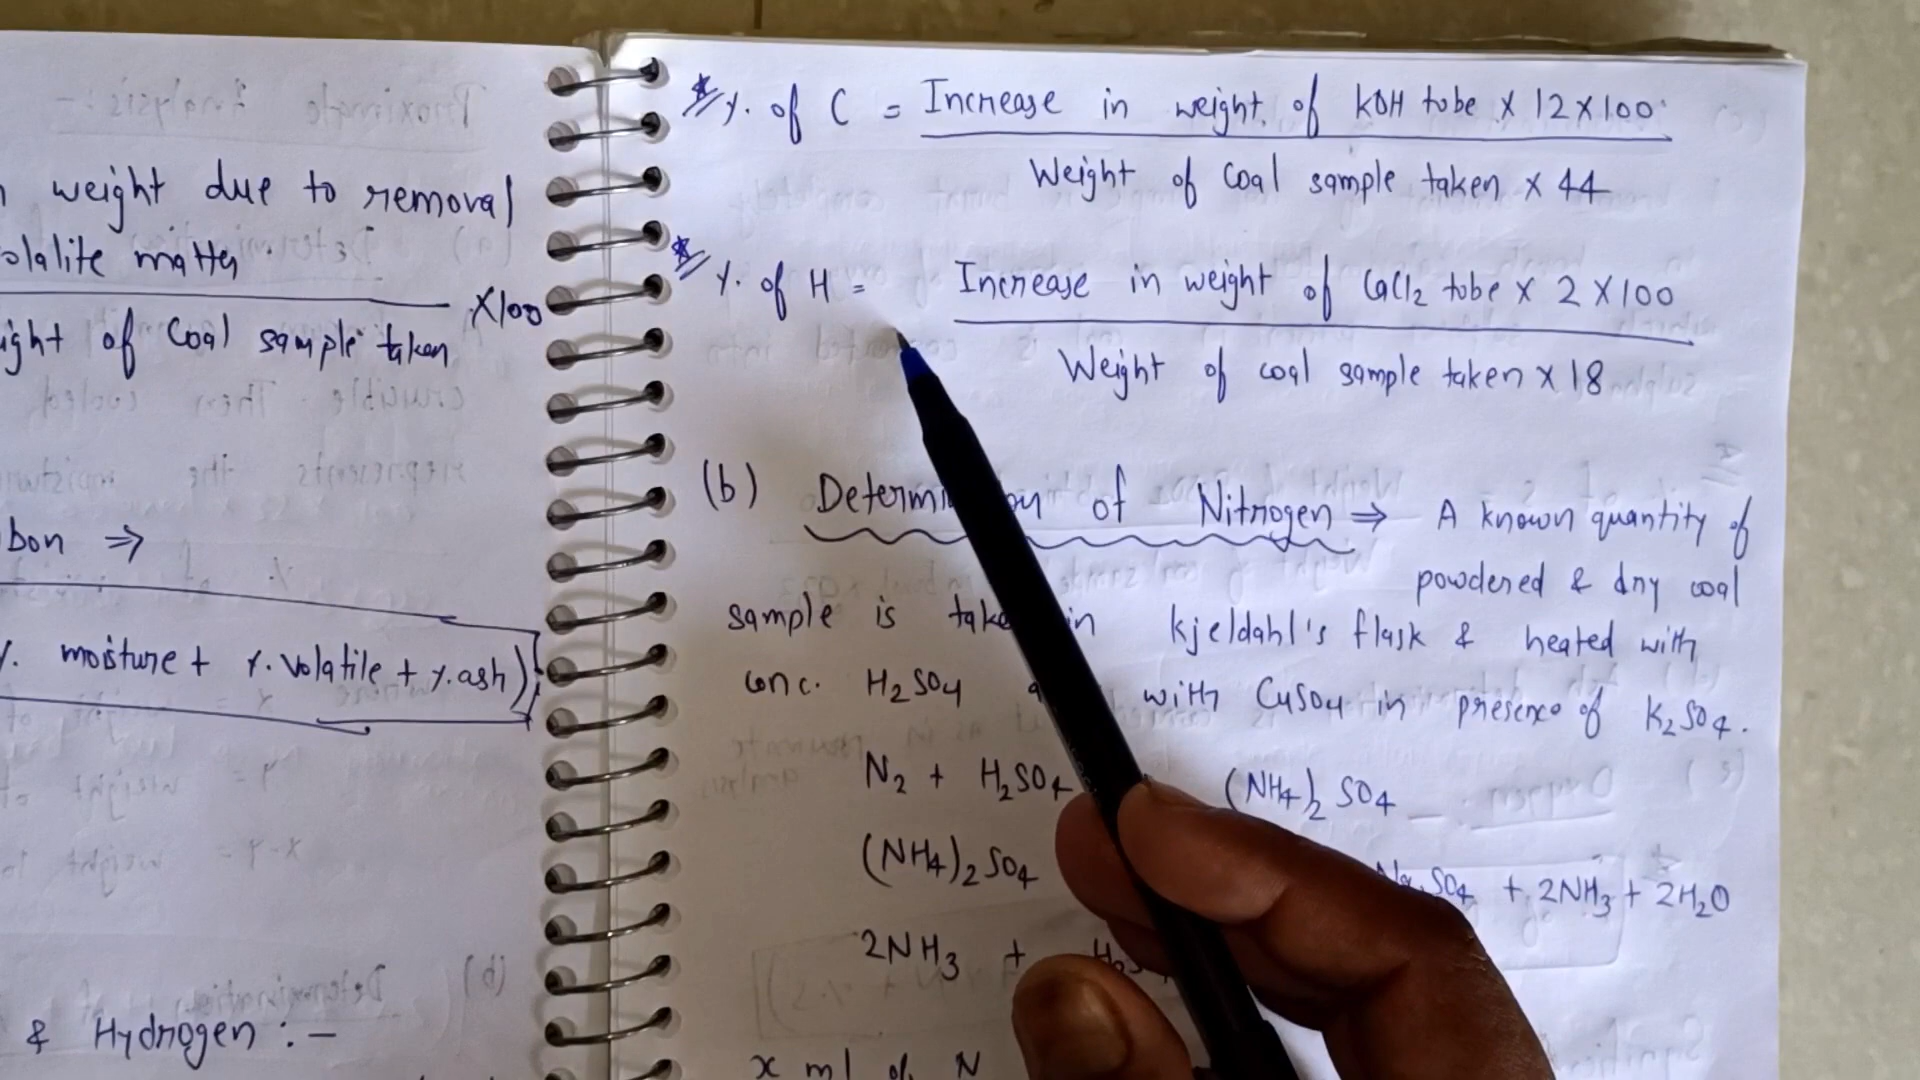 weight due to removal
matter
X100
of Coal sample taken
bon ⇒
moisture + %. volatile + %. ash)
& Hydrogen : -
%. of C = Increase in weight of KOH tube X 12 X 100
Weight of Coal sample taken X 44
%. of H = Increase in weight of CaCl2 tube X 2 X 100
Weight of coal sample taken X 18
(b) Determin on of Nitrogen ⇒ A known quantity of
powdered & dry coal
sample is take in kjeldahl's flask & heated with
conc. H2SO4 a with CuSO4 in presence of K2SO4.
N2 + H2SO4 (NH4)2 SO4
(NH4)2 SO4 SO4 + 2NH3 + 2H2O
2NH3 +
x ml of N